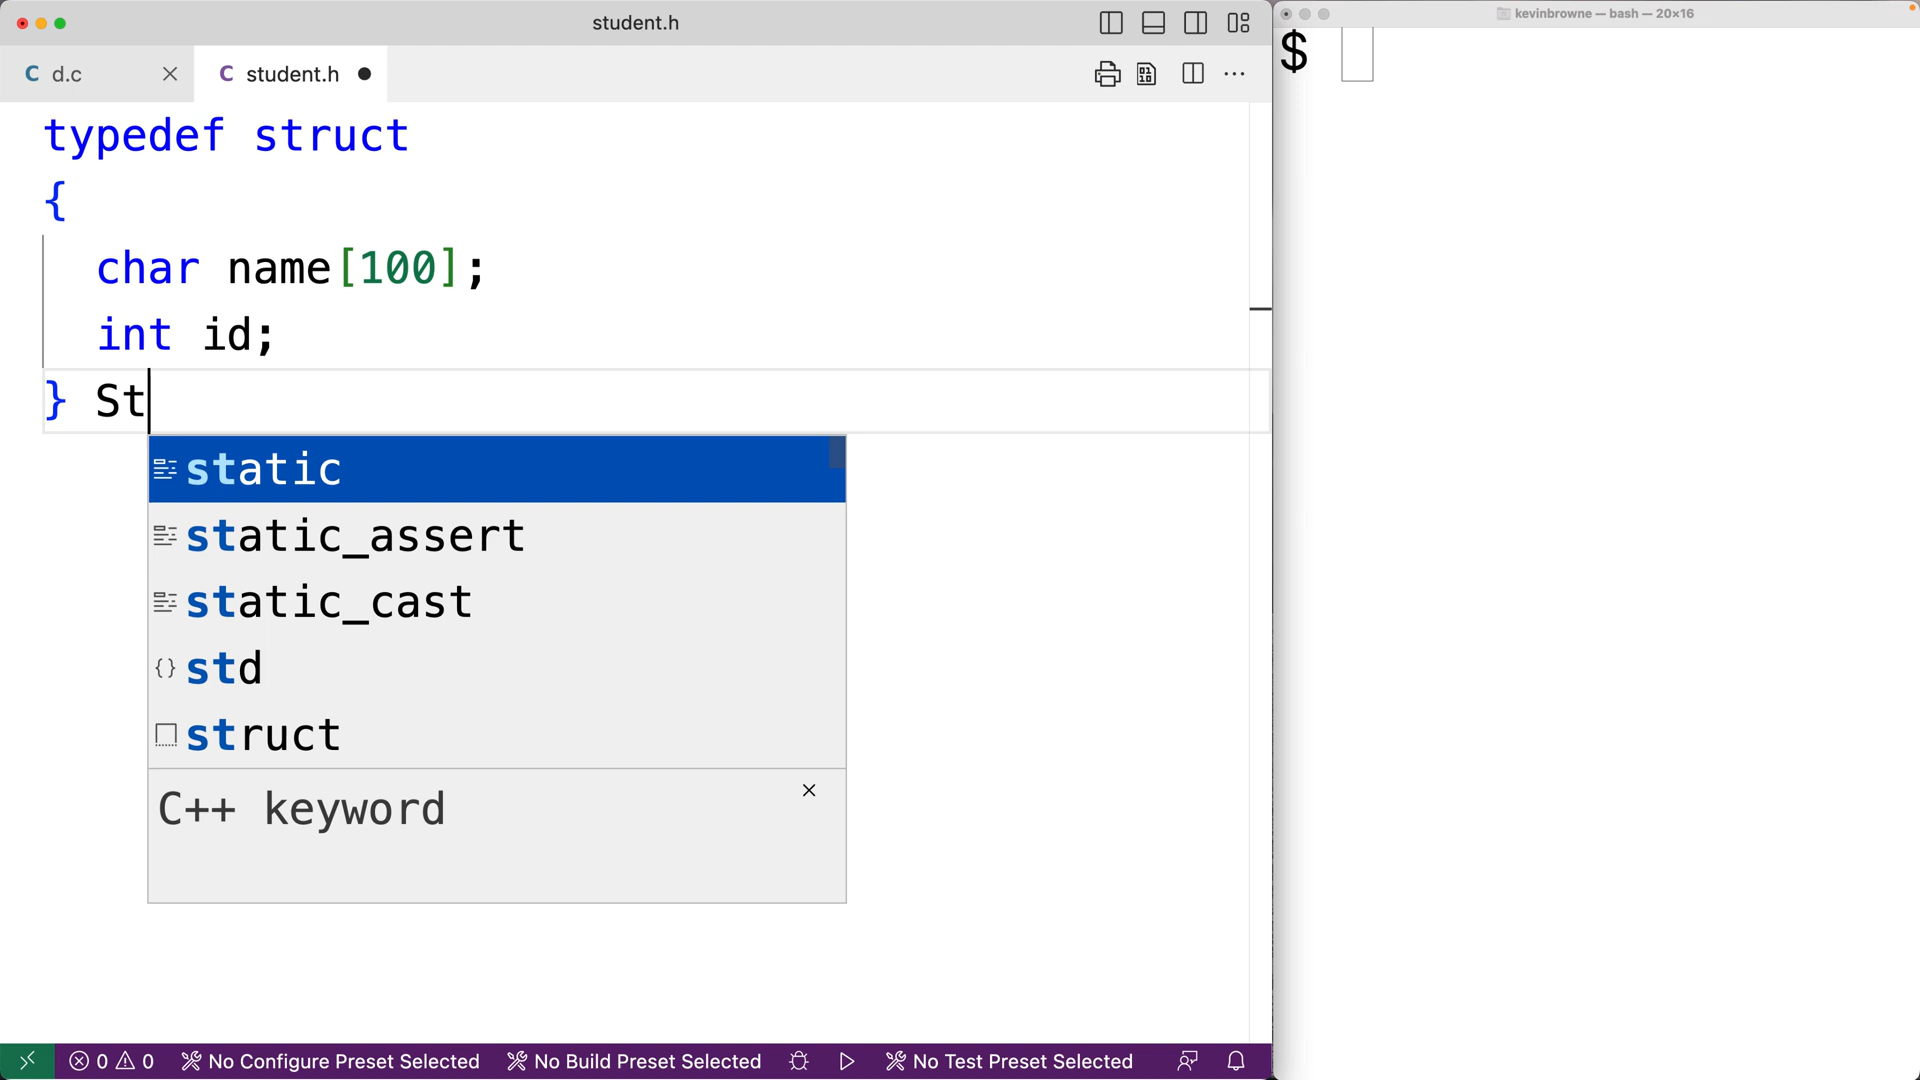 student.h
kevinbrowne — bash — 20×16
C d.c
C student.h
$
typedef struct
{
char name[100];
int id;
} St
static
static_assert
static_cast
{} std
struct
C++ keyword
0 0 No Configure Preset Selected No Build Preset Selected No Test Preset Selected